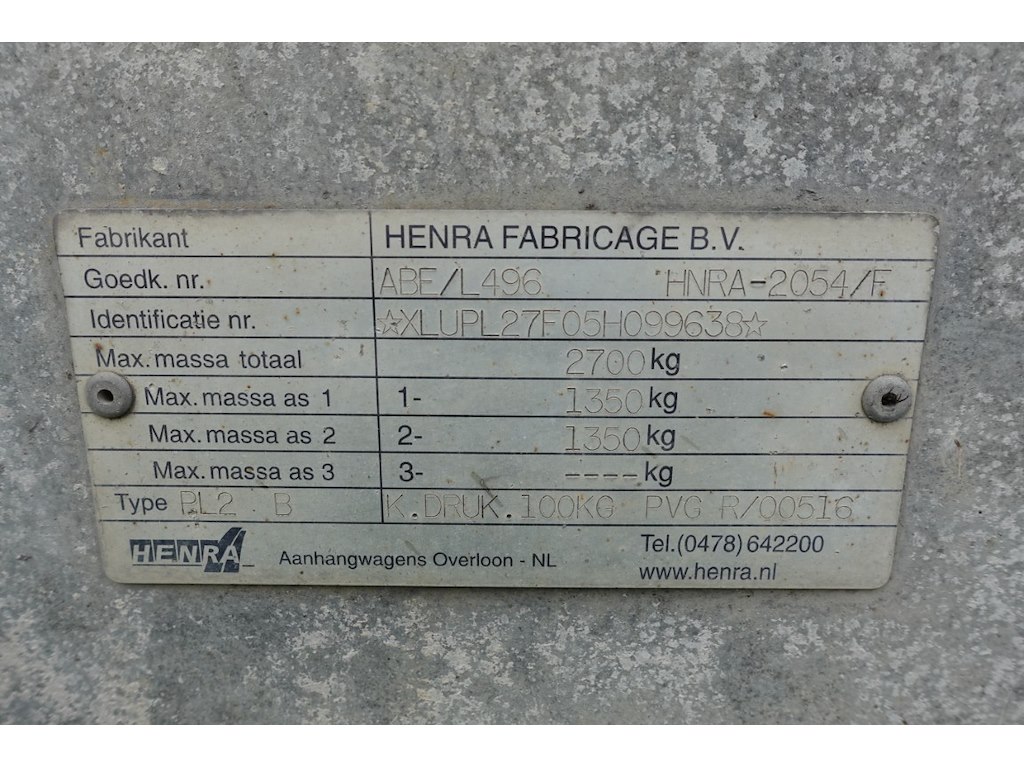 Fabrikant HENRA FABRICAGE B.V.
Goedk. nr. ABE/L496 HNRA-2054/F
Identificatie nr. ☆XLUPL27F05H099638☆
Max. massa totaal 2700 kg
Max. massa as 1 1- 1350 kg
Max. massa as 2 2- 1350 kg
Max. massa as 3 3- ---- kg
Type PL2 B K.DRUK.100KG PVG R/00516
HENRA Aanhangwagens Overloon - NL Tel.(0478) 642200
www.henra.nl